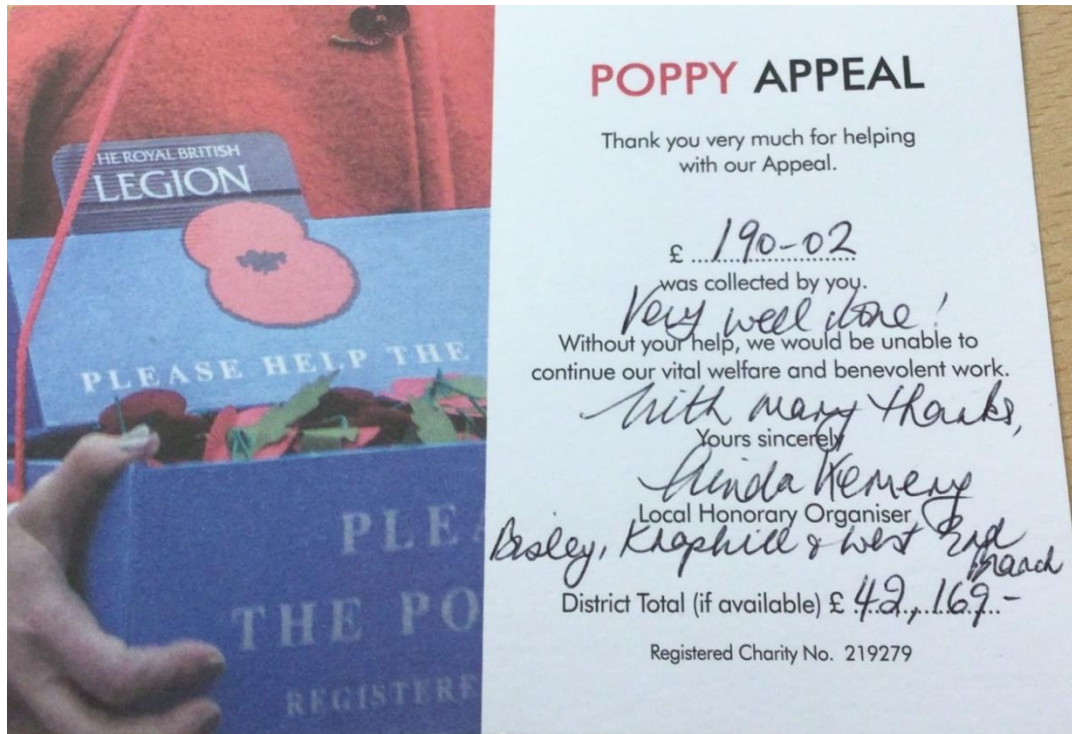 THE ROYAL BRITISH
LEGION
PLEASE HELP THE
PLEA
THE PO
REGISTERE
POPPY APPEAL
Thank you very much for helping
with our Appeal.
£ 190-02
was collected by you.
Very well done!
Without your help, we would be unable to
continue our vital welfare and benevolent work.
With many thanks,
Yours sincerely
Linda Kemeny
Local Honorary Organiser
Bisley, Knaphill & West End
Branch
District Total (if available) £ 42,169-
Registered Charity No. 219279